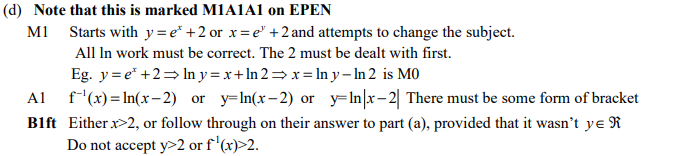 (d) Note that this is marked M1A1A1 on EPEN
M1 Starts with y = eˣ + 2 or x = eʸ + 2 and attempts to change the subject.
All ln work must be correct. The 2 must be dealt with first.
Eg. y = eˣ + 2 ⇒ ln y = x + ln 2 ⇒ x = ln y − ln 2 is M0
A1 f⁻¹(x) = ln(x − 2) or y=ln(x − 2) or y=ln|x − 2| There must be some form of bracket
B1ft Either x>2, or follow through on their answer to part (a), provided that it wasn't y∈ ℜ
Do not accept y>2 or f⁻¹(x)>2.